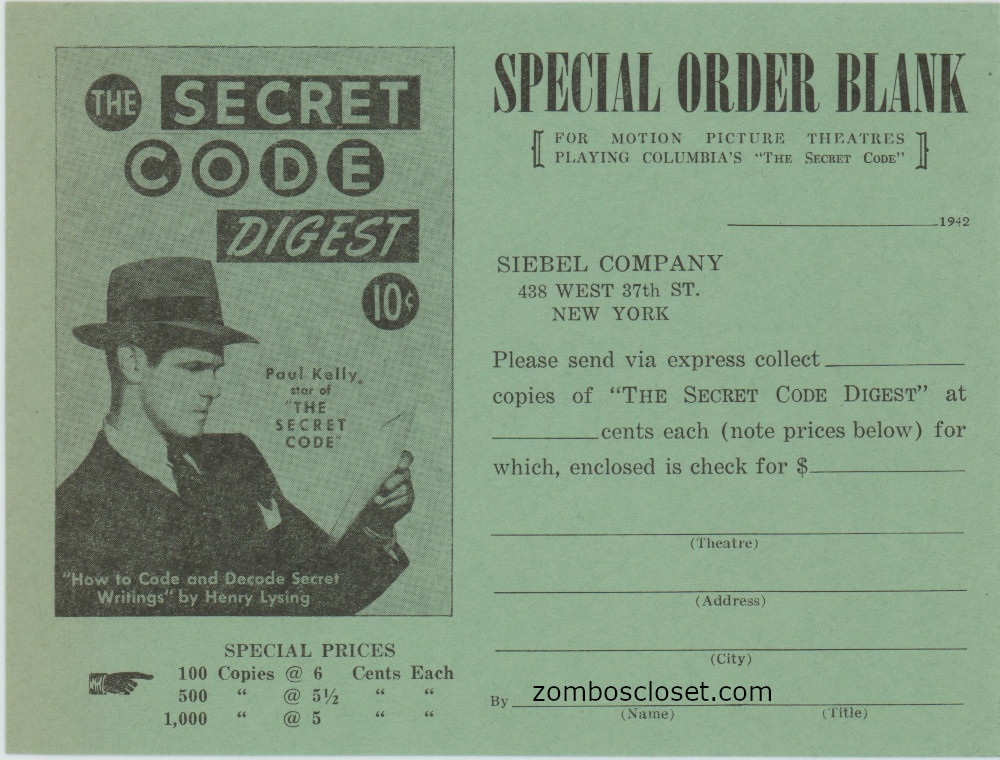 THE SECRET
CODE
DIGEST
10¢
Paul Kelly,
star of
"THE
SECRET
CODE"
"How to Code and Decode Secret
Writings" by Henry Lysing
SPECIAL PRICES
100 Copies @ 6 Cents Each
500 “ @ 5½ “ “
1,000 “ @ 5 “ “
SPECIAL ORDER BLANK
[FOR MOTION PICTURE THEATRES
PLAYING COLUMBIA'S "THE SECRET CODE"]
____________1942
SIEBEL COMPANY
438 WEST 37th ST.
NEW YORK
Please send via express collect____________
copies of "THE SECRET CODE DIGEST" at
____________cents each (note prices below) for
which, enclosed is check for $____________
(Theatre)
(Address)
(City)
By zomboscloset.com
(Name) (Title)